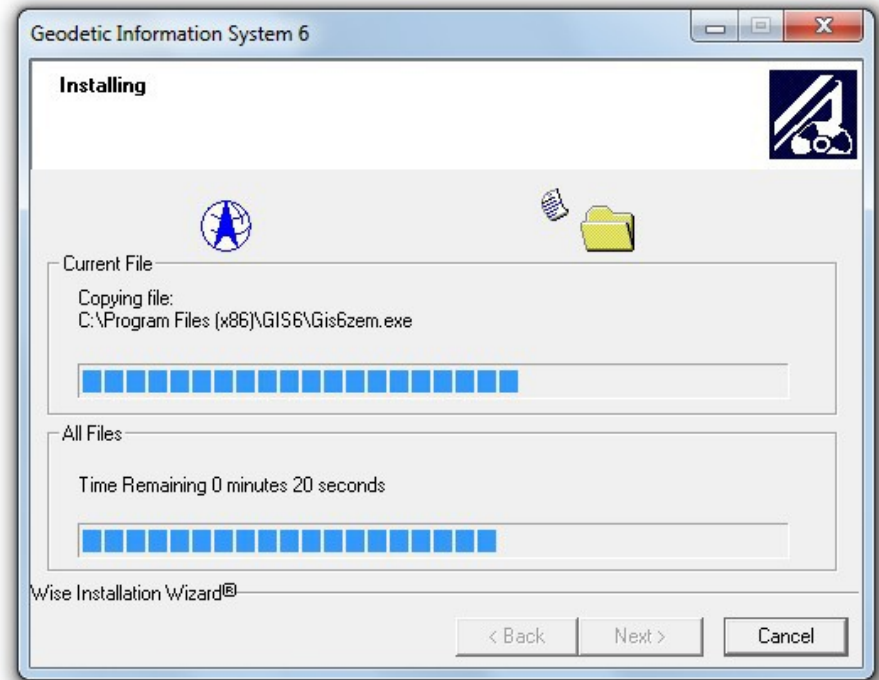 Geodetic Information System 6
Installing
Current File
Copying file:
C:\Program Files (x86)\GIS6\Gis6zem.exe
All Files
Time Remaining 0 minutes 20 seconds
Wise Installation Wizard®
< Back
Next >
Cancel